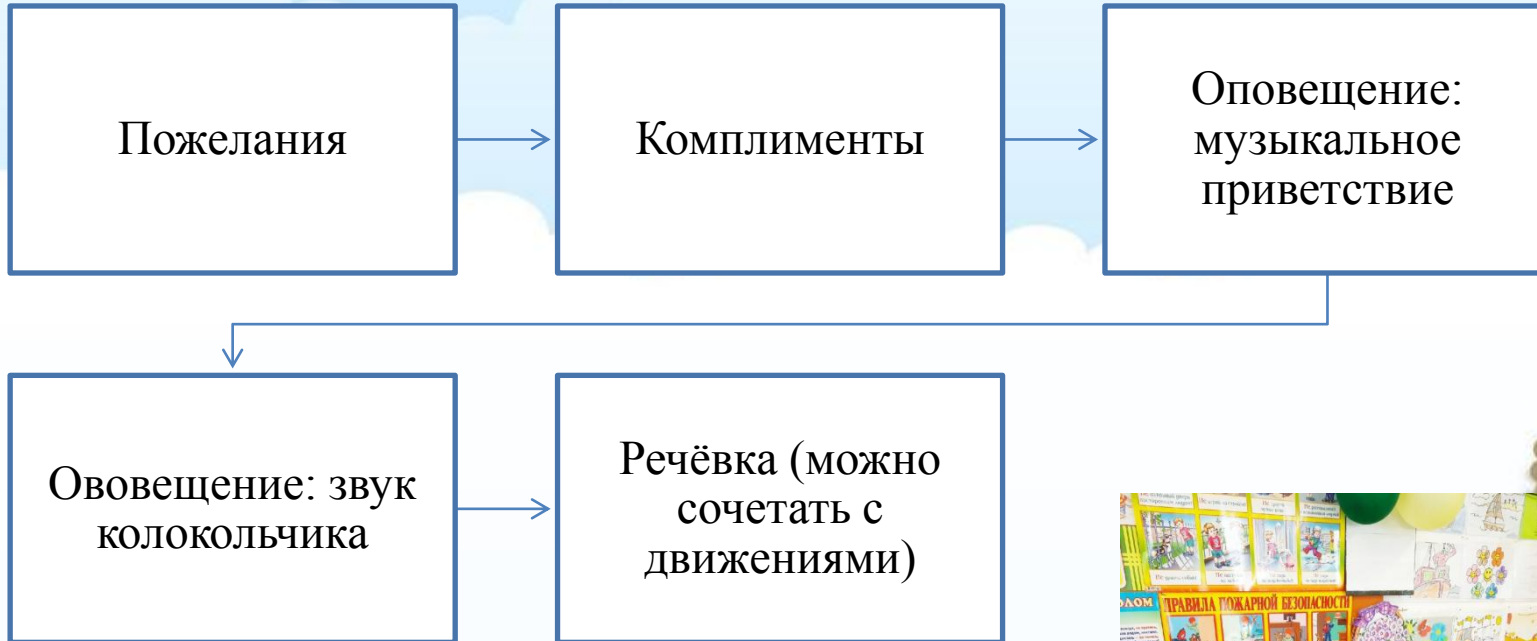 Пожелания
Комплименты
Оповещение:
музыкальное
приветствие
Ововещение: звук
колокольчика
Речёвка (можно
сочетать с
движениями)
ПРАВИЛА ПОЖАРНОЙ БЕЗОПАСНОСТИ